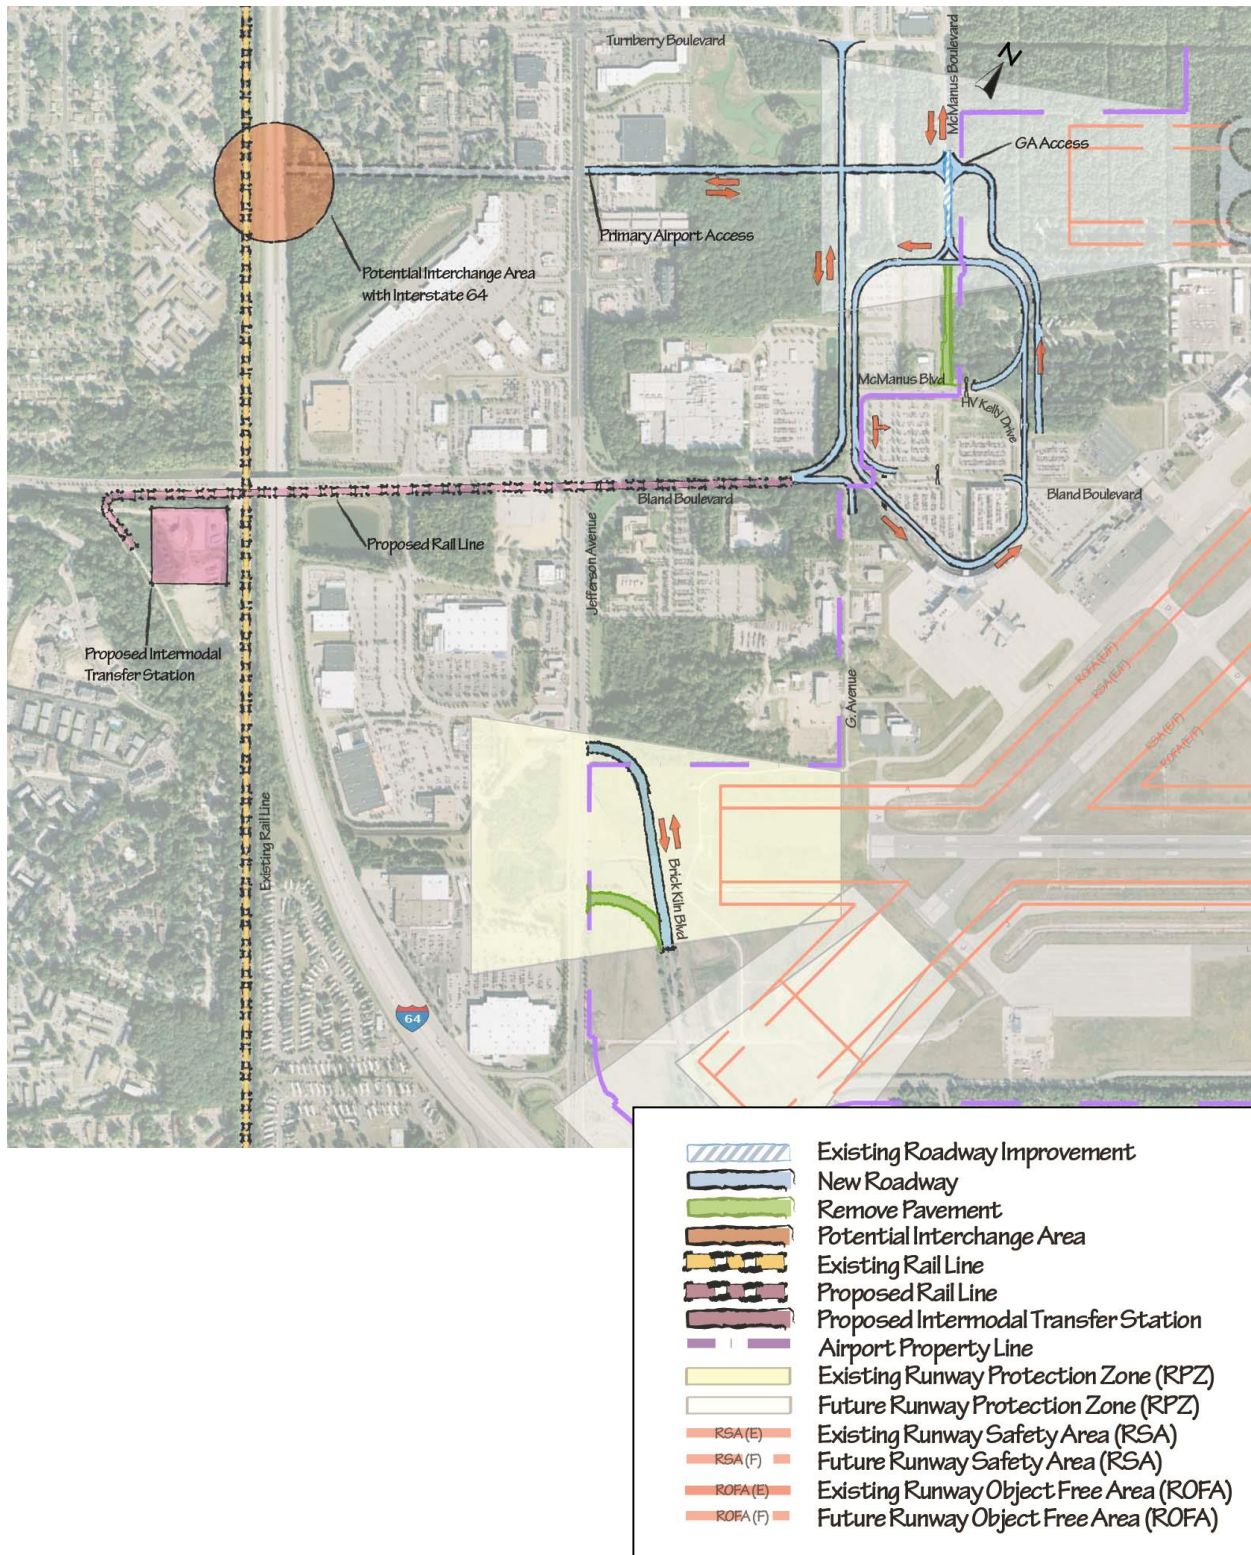 Turnberry Boulevard
McManus Boulevard
N
GA Access
Primary Airport Access
Potential Interchange Area
with Interstate 64
McManus Blvd
HV Kelly Drive
Bland Boulevard
Bland Boulevard
Proposed Rail Line
Jefferson Avenue
Proposed Intermodal
Transfer Station
G. Avenue
ROFA(E/F)
RSA(E/F)
RSA(E/F)
ROFA(E/F)
Existing Rail Line
Brick Kiln Blvd
64
Existing Roadway Improvement
New Roadway
Remove Pavement
Potential Interchange Area
Existing Rail Line
Proposed Rail Line
Proposed Intermodal Transfer Station
Airport Property Line
Existing Runway Protection Zone (RPZ)
Future Runway Protection Zone (RPZ)
RSA (E) Existing Runway Safety Area (RSA)
RSA (F) Future Runway Safety Area (RSA)
ROFA (E) Existing Runway Object Free Area (ROFA)
ROFA (F) Future Runway Object Free Area (ROFA)